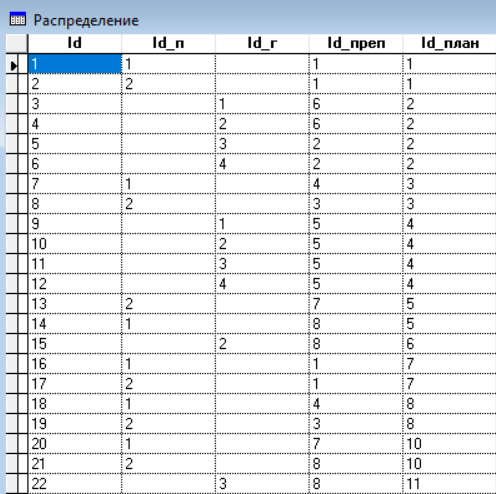 Распределение
Id Id_п Id_г Id_преп Id_план
1 1 1 1
2 2 1 1
3 1 6 2
4 2 6 2
5 3 2 2
6 4 2 2
7 1 4 3
8 2 3 3
9 1 5 4
10 2 5 4
11 3 5 4
12 4 5 4
13 2 7 5
14 1 8 5
15 2 8 6
16 1 1 7
17 2 1 7
18 1 4 8
19 2 3 8
20 1 7 10
21 2 8 10
22 3 8 11